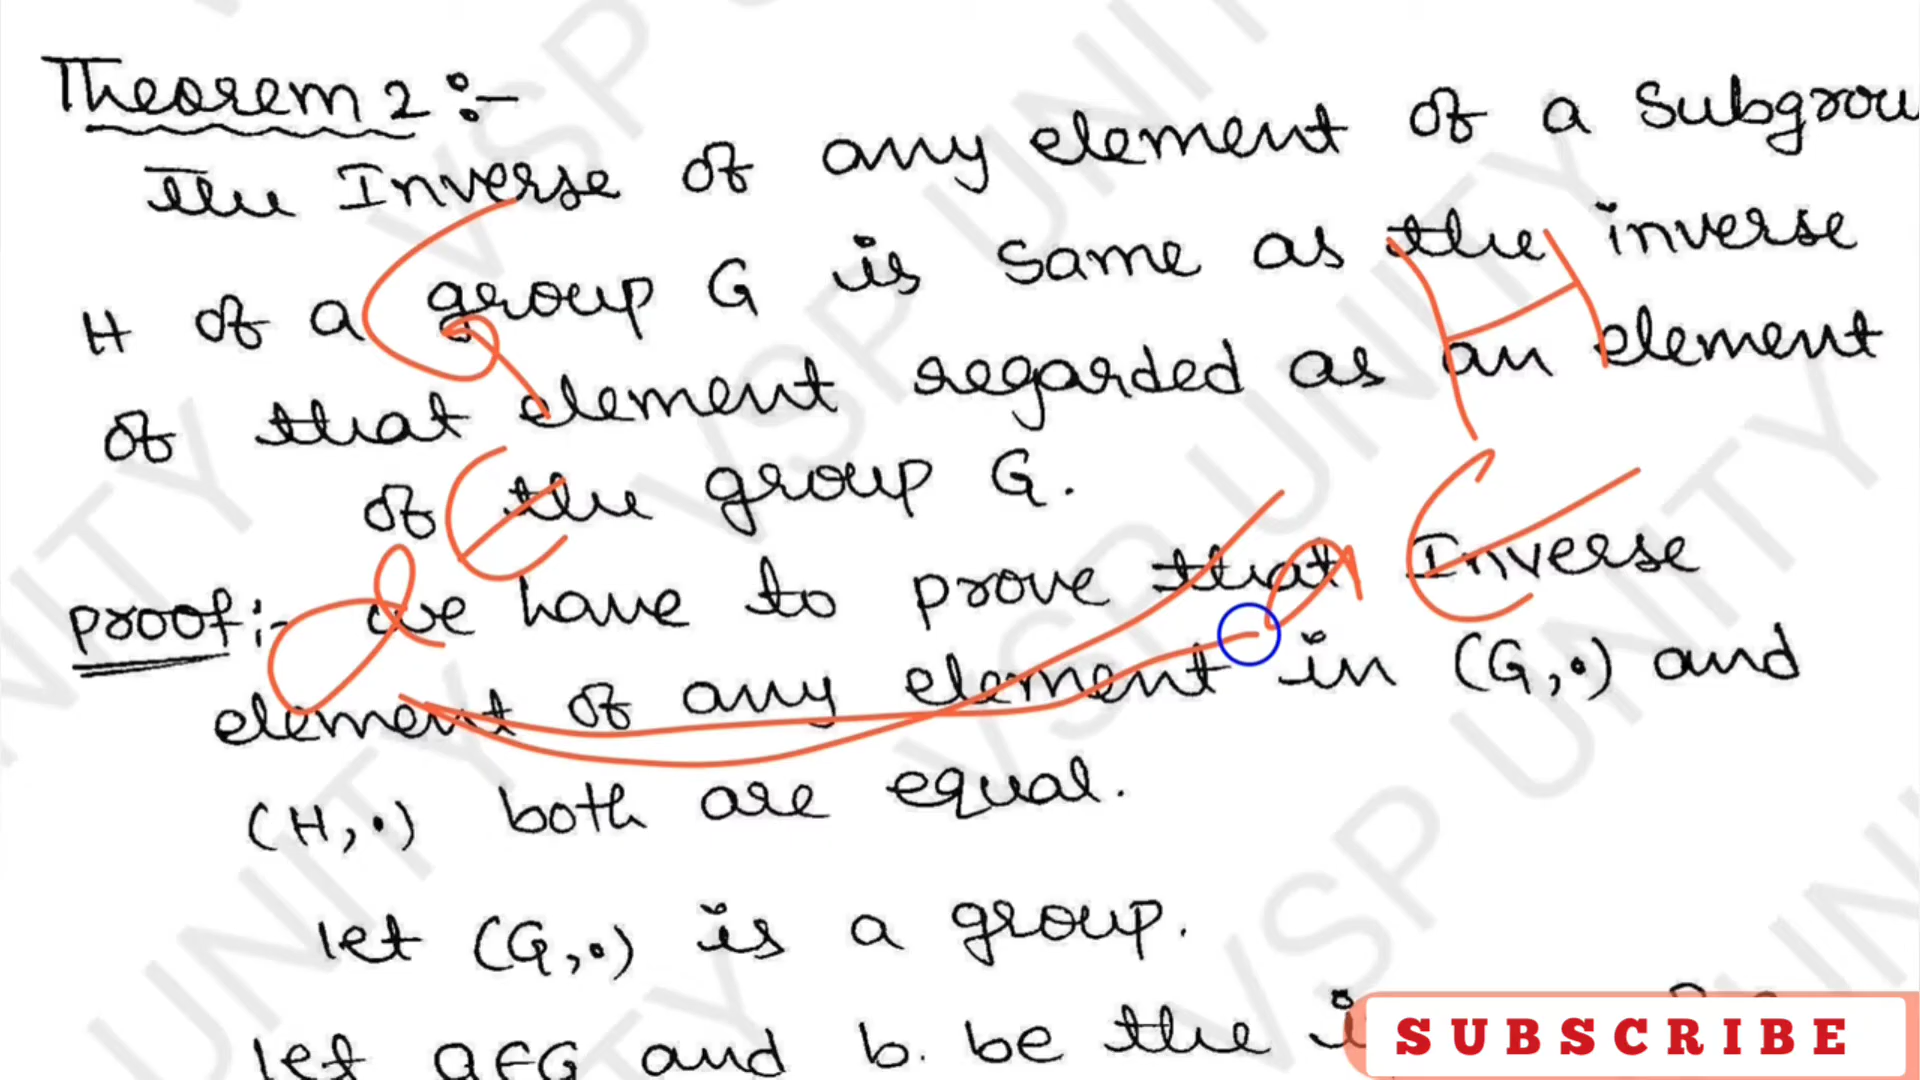 Theorem 2 :-
The Inverse of any element of a Subgrou
H of a group G is same as the inverse
of that element regarded as an element
of the group G.
proof:- we have to prove that Inverse
element of any element in (G,•) and
(H,•) both are equal.
let (G,•) is a group.
let a∈G and b. be the
SUBSCRIBE
VSP UNITY